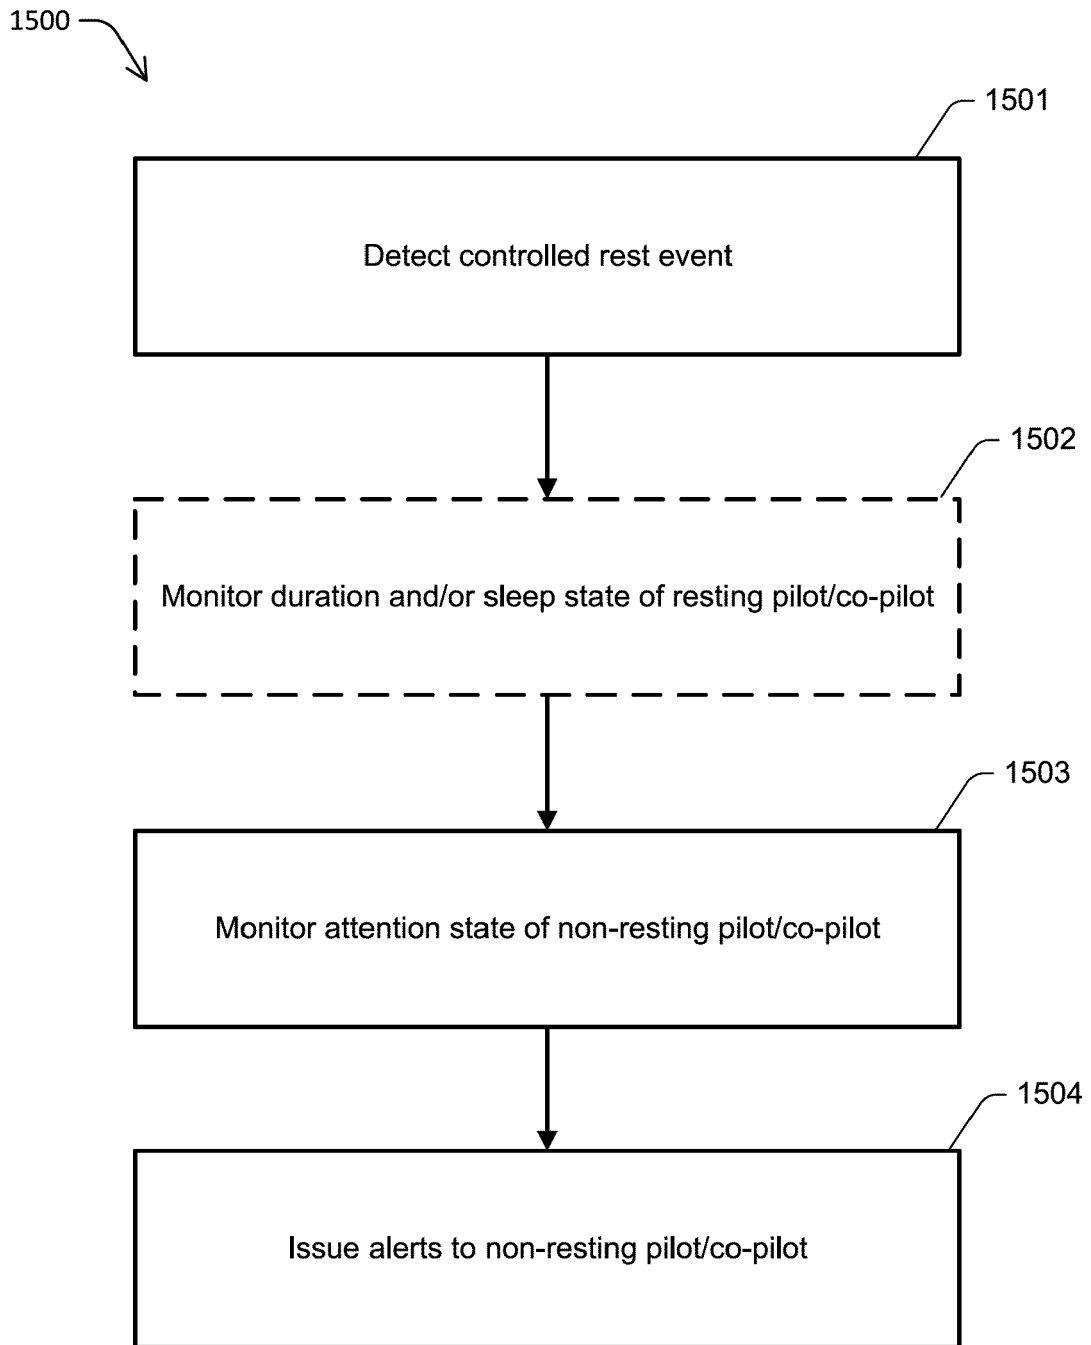 1500
1501
Detect controlled rest event
1502
Monitor duration and/or sleep state of resting pilot/co-pilot
1503
Monitor attention state of non-resting pilot/co-pilot
1504
Issue alerts to non-resting pilot/co-pilot